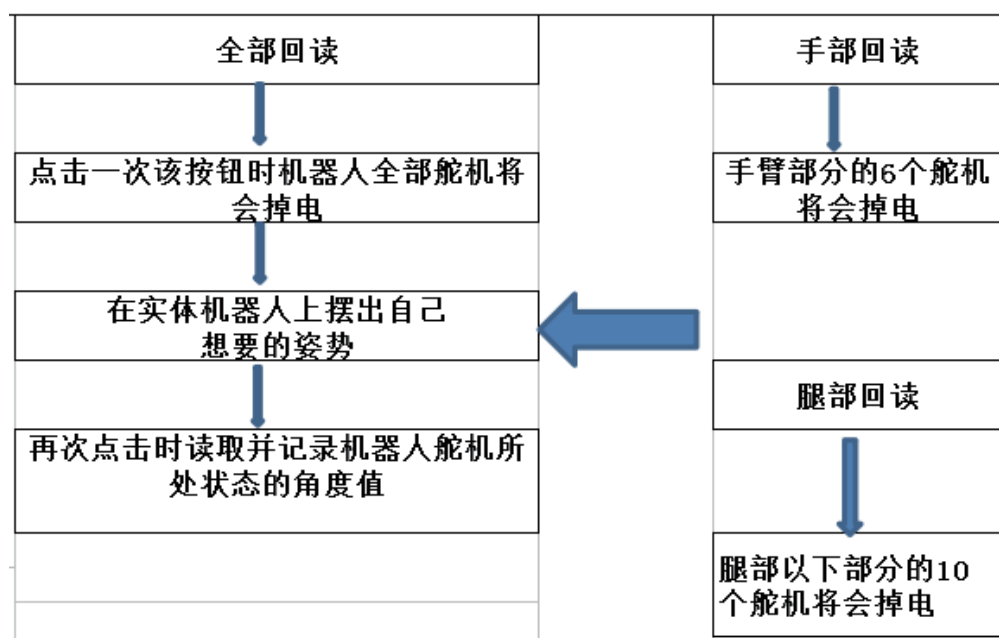 全部回读
点击一次该按钮时机器人全部舵机将
会掉电
在实体机器人上摆出自己
想要的姿势
再次点击时读取并记录机器人舵机所
处状态的角度值
手部回读
手臂部分的6个舵机
将会掉电
腿部回读
腿部以下部分的10
个舵机将会掉电